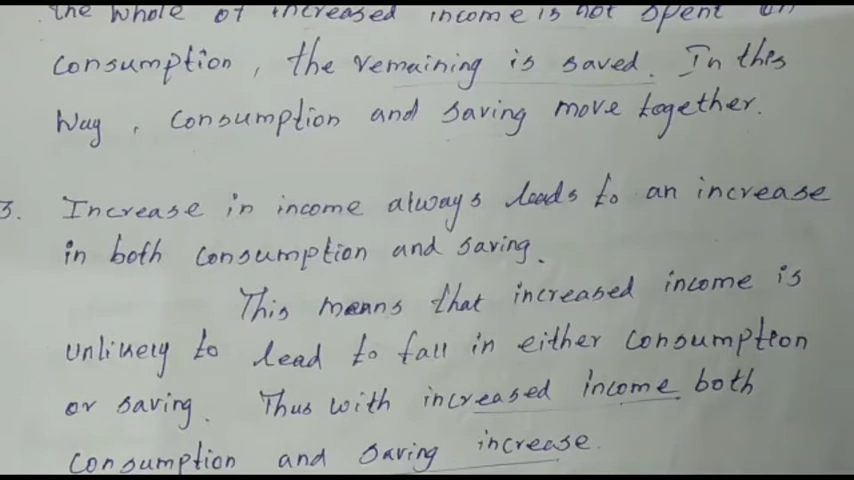 the whole of increased income is not spent on
consumption, the remaining is saved. In this
way, consumption and saving move together.
3. Increase in income always leads to an increase
in both consumption and saving.
This means that increased income is
unlikely to lead to fall in either consumption
or saving. Thus with increased income both
consumption and saving increase.